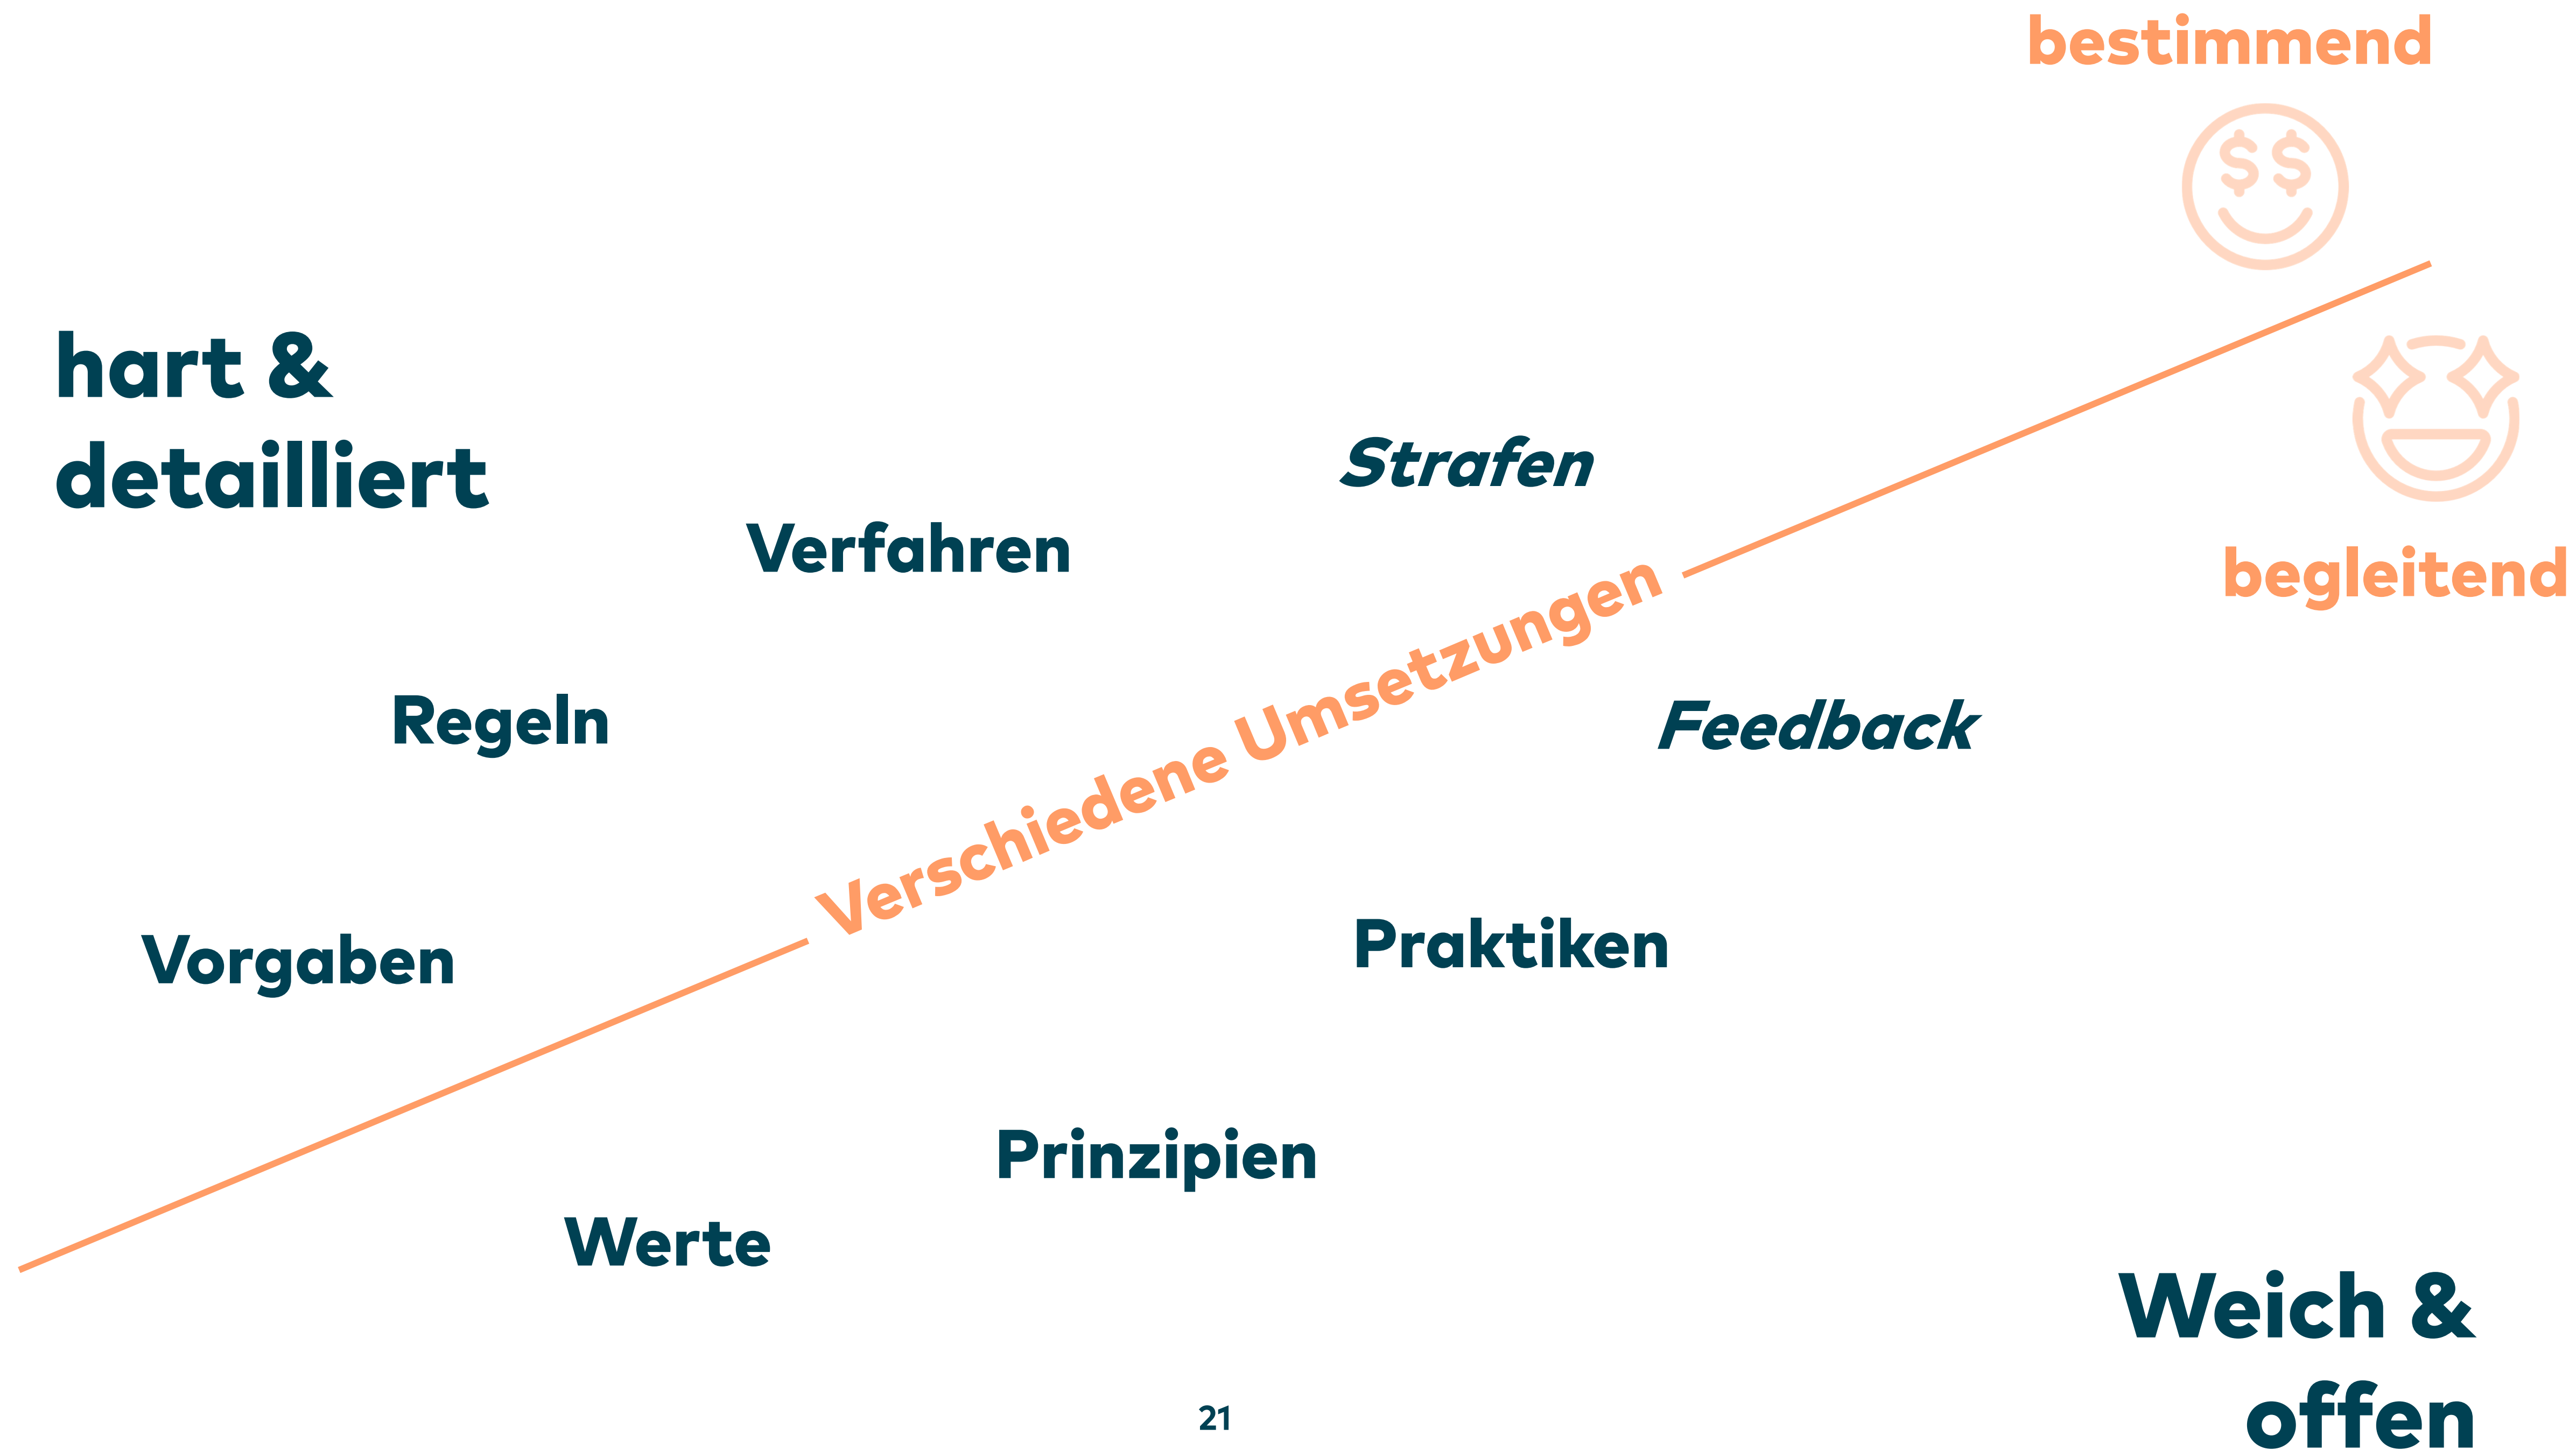 bestimmend
hart &
detailliert
Strafen
Verfahren
begleitend
Verschiedene Umsetzungen
Regeln
Feedback
Vorgaben
Praktiken
Prinzipien
Werte
Weich &
offen
21